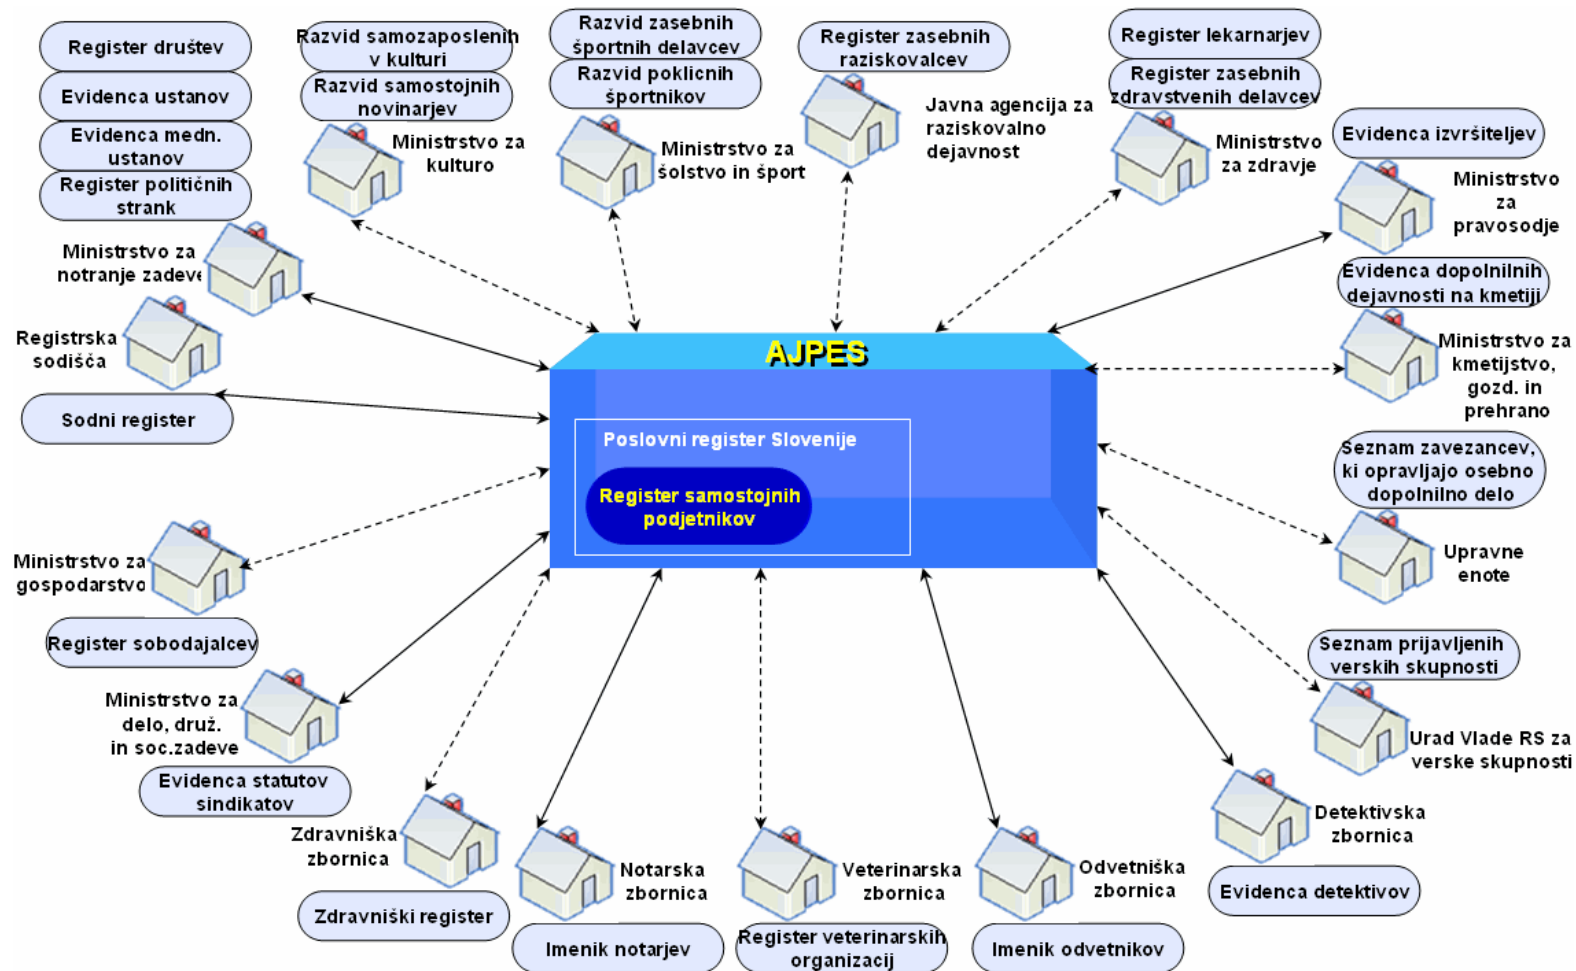 Register društev
Evidenca ustanov
Evidenca medn.
ustanov
Register političnih
strank
Ministrstvo za
notranje zadeve
Razvid samozaposlenih
v kulturi
Razvid samostojnih
novinarjev
Ministrstvo za
kulturo
Razvid zasebnih
športnih delavcev
Razvid poklicnih
športnikov
Ministrstvo za
šolstvo in šport
Register zasebnih
raziskovalcev
Javna agencija za
raziskovalno
dejavnost
Register lekarnarjev
Register zasebnih
zdravstvenih delavcev
Ministrstvo
za zdravje
Evidenca izvršiteljev
Ministrstvo
za
pravosodje
Evidenca dopolnilnih
dejavnosti na kmetiji
Ministrstvo za
kmetijstvo,
gozd. in
prehrano
Registrska
sodišča
Sodni register
AJPES
Poslovni register Slovenije
Register samostojnih
podjetnikov
Seznam zavezancev,
ki opravljajo osebno
dopolnilno delo
Upravne
enote
Ministrstvo za
gospodarstvo
Register sobodajalcev
Seznam prijavljenih
verskih skupnosti
Urad Vlade RS za
verske skupnosti
Ministrstvo za
delo, druž.
in soc.zadeve
Evidenca statutov
sindikatov
Zdravniška
zbornica
Zdravniški register
Notarska
zbornica
Imenik notarjev
Veterinarska
zbornica
Register veterinarskih
organizacij
Odvetniška
zbornica
Imenik odvetnikov
Detektivska
zbornica
Evidenca detektivov